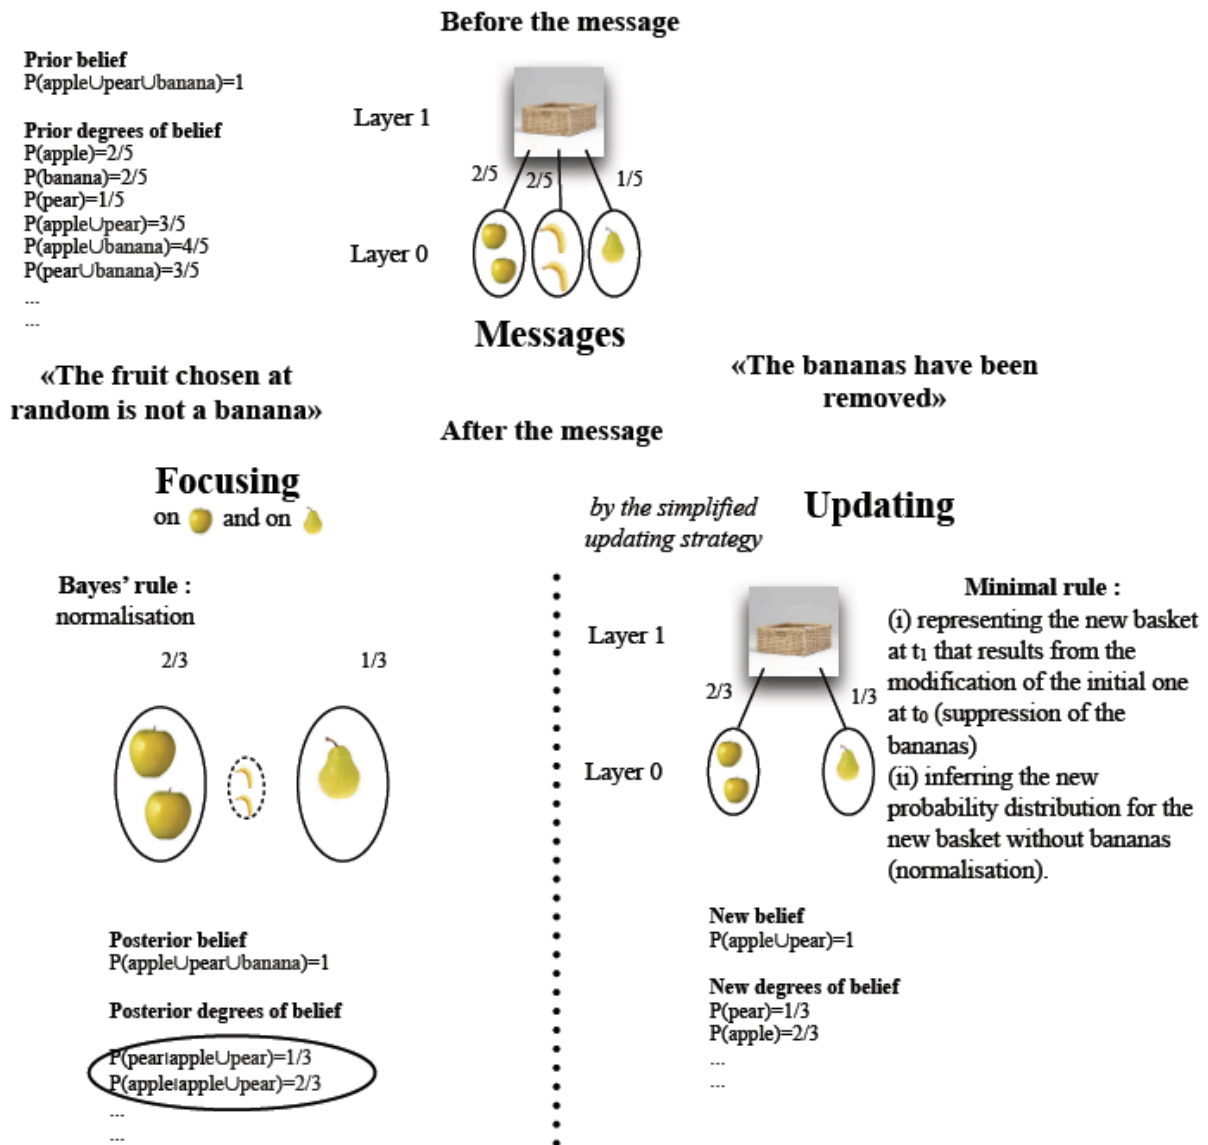 Before the message
Prior belief
P(apple∪pear∪banana)=1
Prior degrees of belief
P(apple)=2/5
P(banana)=2/5
P(pear)=1/5
P(apple∪pear)=3/5
P(apple∪banana)=4/5
P(pear∪banana)=3/5
...
...
Layer 1
2/5 2/5 1/5
Layer 0
Messages
«The fruit chosen at
random is not a banana»
«The bananas have been
removed»
After the message
Focusing
on and on
Bayes’ rule :
normalisation
2/3 1/3
Posterior belief
P(apple∪pear∪banana)=1
Posterior degrees of belief
P(pear|apple∪pear)=1/3
P(apple|apple∪pear)=2/3
...
...
by the simplified
updating strategy
Updating
Layer 1
2/3 1/3
Layer 0
Minimal rule :
(i) representing the new basket
at t1 that results from the
modification of the initial one
at t0 (suppression of the
bananas)
(ii) inferring the new
probability distribution for the
new basket without bananas
(normalisation).
New belief
P(apple∪pear)=1
New degrees of belief
P(pear)=1/3
P(apple)=2/3
...
...